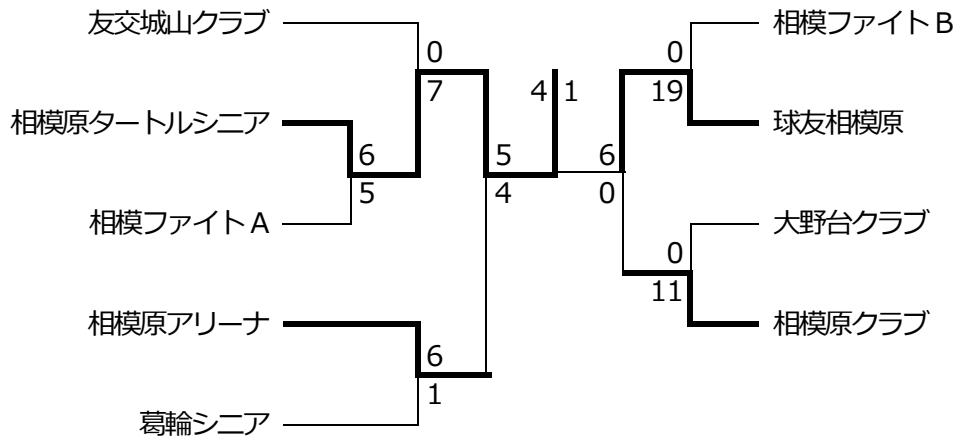 友交城山クラブ
相模ファイトB
0
0
7
4
1
19
相模原タートルシニア
球友相模原
6
5
6
5
4
0
相模ファイトA
大野台クラブ
0
11
相模原アリーナ
相模原クラブ
6
1
葛輪シニア